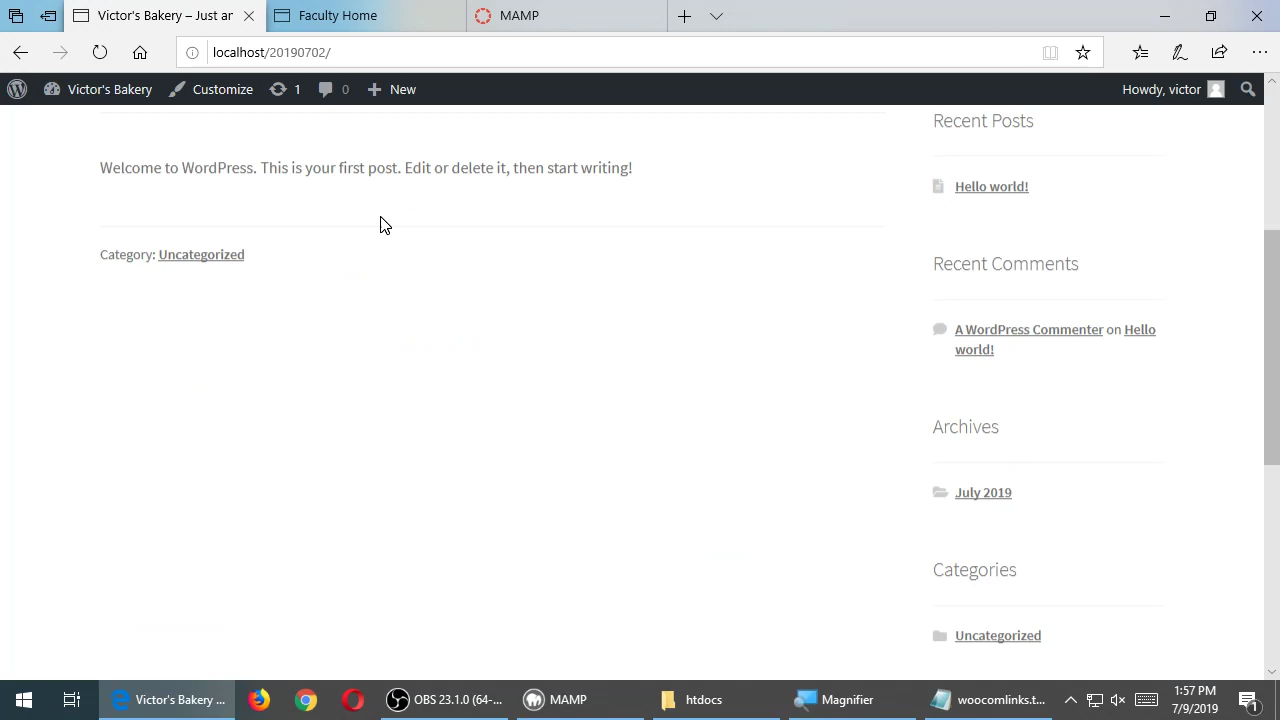 Victor's Bakery – Just ar
Faculty Home
MAMP
localhost/20190702/
Victor's Bakery
Customize
1
0
New
Howdy, victor
Recent Posts
Welcome to WordPress. This is your first post. Edit or delete it, then start writing!
Hello world!
Category: Uncategorized
Recent Comments
A WordPress Commenter on Hello
world!
Archives
July 2019
Categories
Uncategorized
Victor's Bakery ...
OBS 23.1.0 (64-...
MAMP
htdocs
Magnifier
woocomlinks.t...
1:57 PM
7/9/2019
1